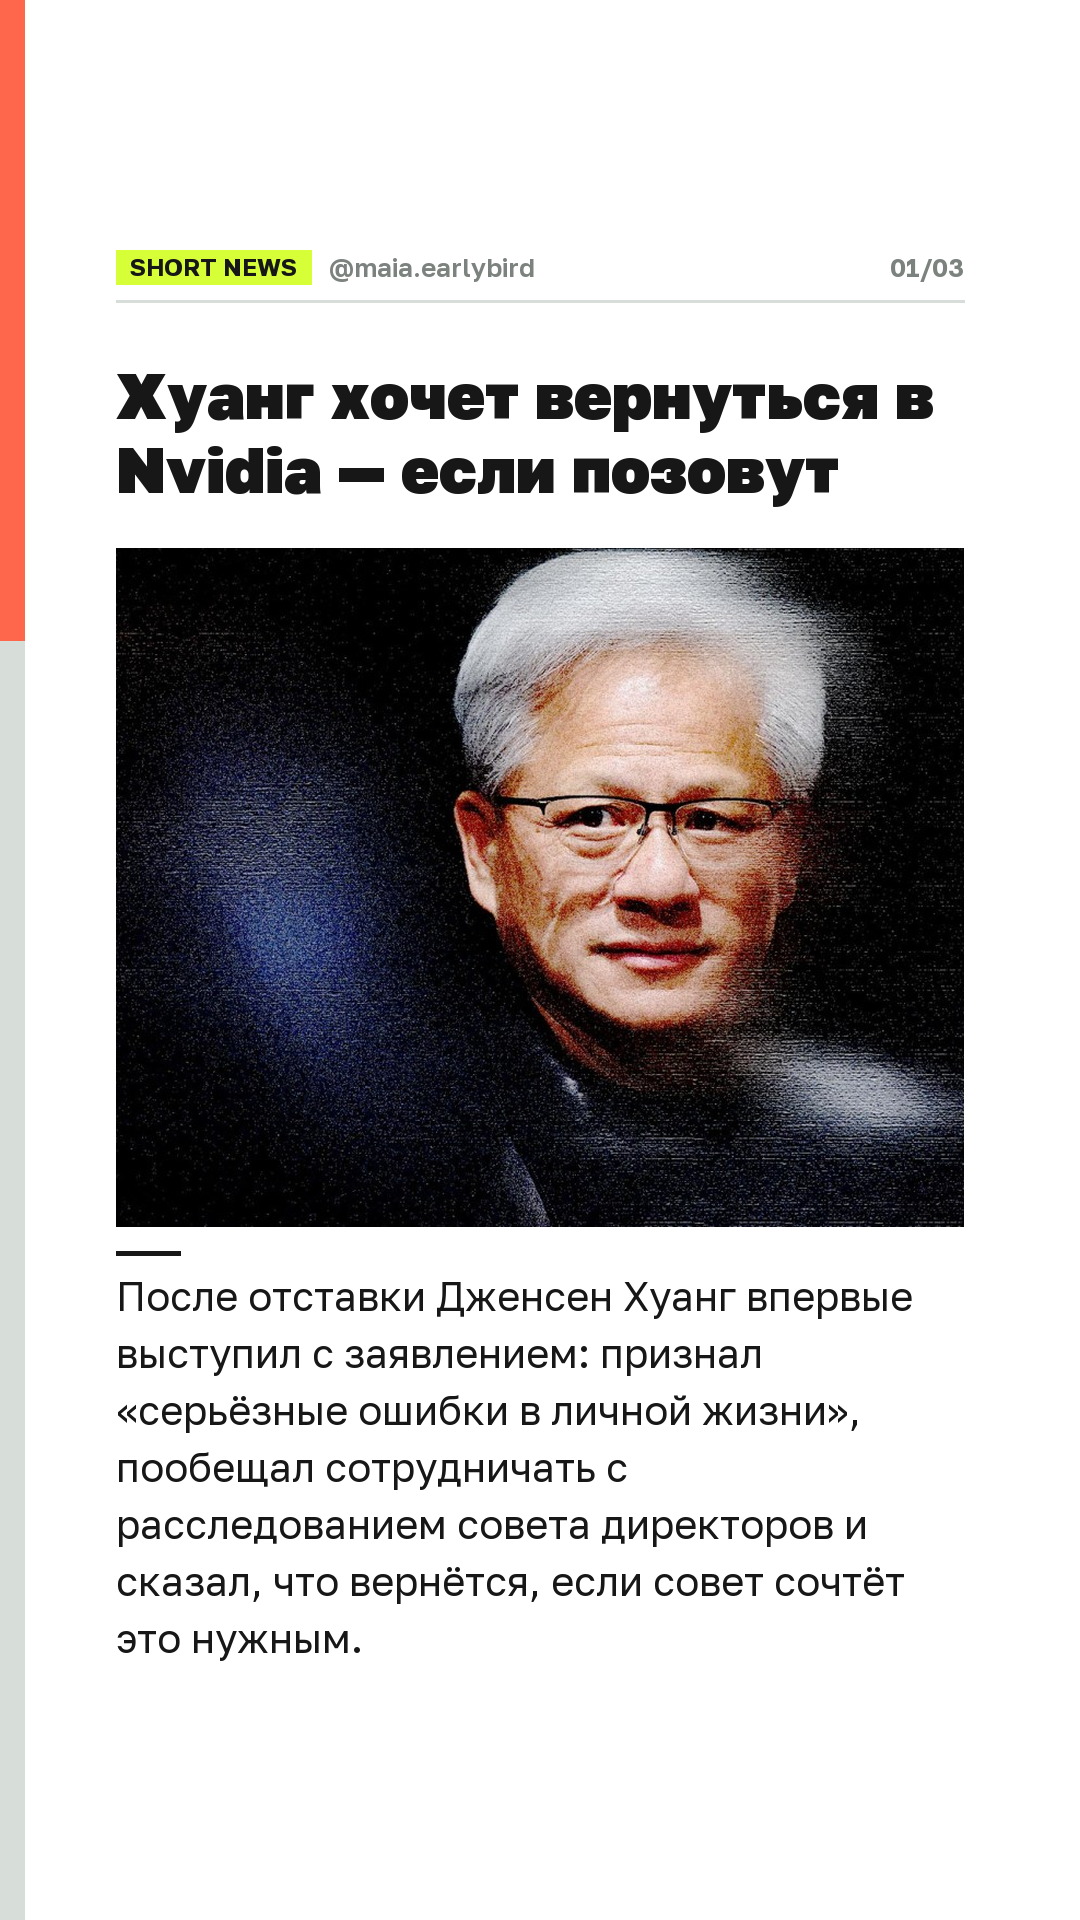 SHORT NEWS @maia.earlybird 01/03
Хуанг хочет вернуться в
Nvidia — если позовут
После отставки Дженсен Хуанг впервые
выступил с заявлением: признал
«серьёзные ошибки в личной жизни»,
пообещал сотрудничать с
расследованием совета директоров и
сказал, что вернётся, если совет сочтёт
это нужным.